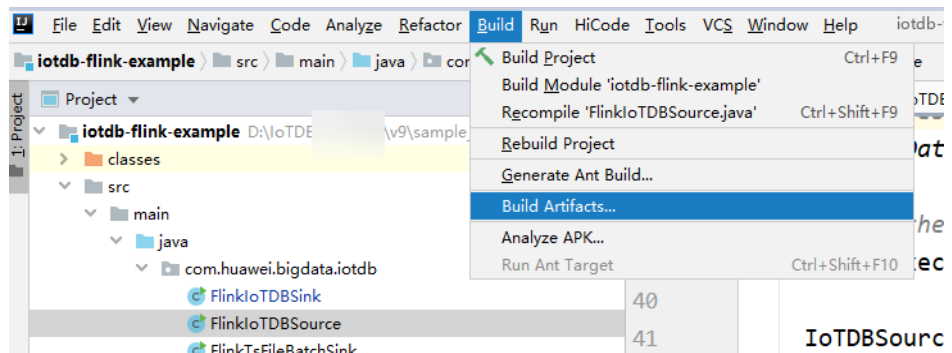 File Edit View Navigate Code Analyze Refactor Build Run HiCode Tools VCS Window Help iotdb-
iotdb-flink-example src main java
Build Project Ctrl+F9
Build Module 'iotdb-flink-example'
Recompile 'FlinkIoTDBSource.java' Ctrl+Shift+F9
Rebuild Project
Generate Ant Build...
Build Artifacts...
Analyze APK...
Run Ant Target Ctrl+Shift+F10
1: Project
Project
iotdb-flink-example D:\IoTDB \v9\sample_
classes
src
main
java
com.huawei.bigdata.iotdb
FlinkIoTDBSink
FlinkIoTDBSource
FlinkTsFileBatchSink
40
41 IoTDBSourc